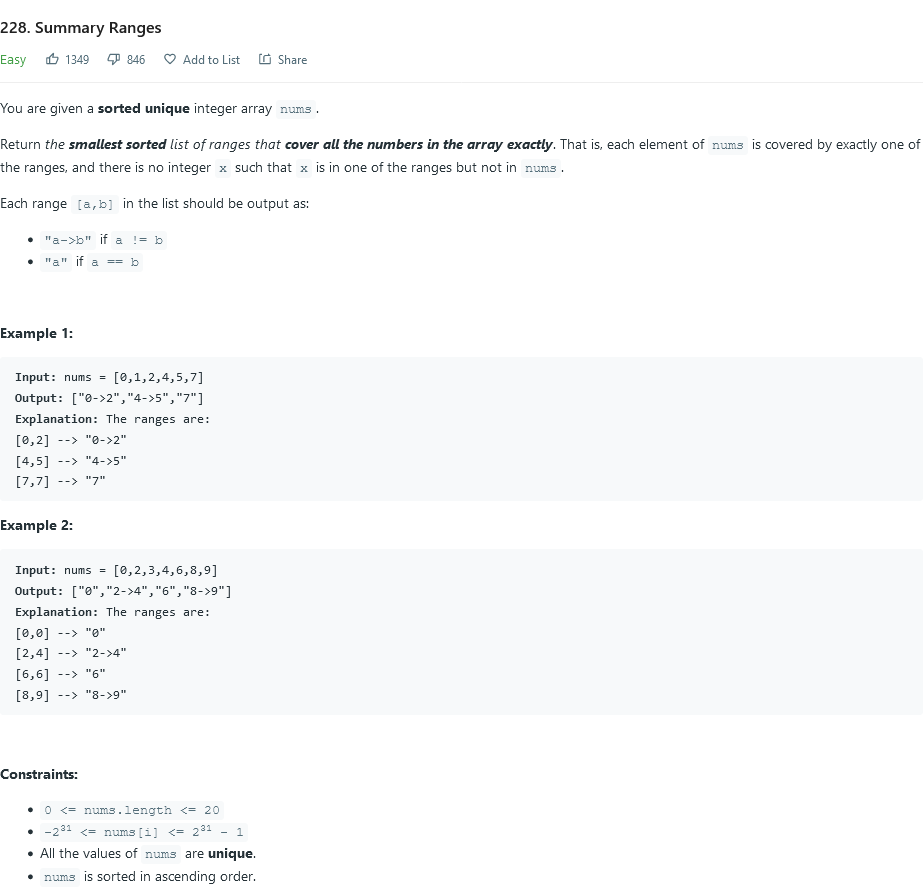 228. Summary Ranges
Easy 1349 846 Add to List Share
You are given a sorted unique integer array nums .
Return the smallest sorted list of ranges that cover all the numbers in the array exactly. That is, each element of nums is covered by exactly one of
the ranges, and there is no integer x such that x is in one of the ranges but not in nums .
Each range [a,b] in the list should be output as:
• "a->b" if a != b
• "a" if a == b
Example 1:
Input: nums = [0,1,2,4,5,7]
Output: ["0->2","4->5","7"]
Explanation: The ranges are:
[0,2] --> "0->2"
[4,5] --> "4->5"
[7,7] --> "7"
Example 2:
Input: nums = [0,2,3,4,6,8,9]
Output: ["0","2->4","6","8->9"]
Explanation: The ranges are:
[0,0] --> "0"
[2,4] --> "2->4"
[6,6] --> "6"
[8,9] --> "8->9"
Constraints:
• 0 <= nums.length <= 20
• -2³¹ <= nums[i] <= 2³¹ - 1
• All the values of nums are unique.
• nums is sorted in ascending order.